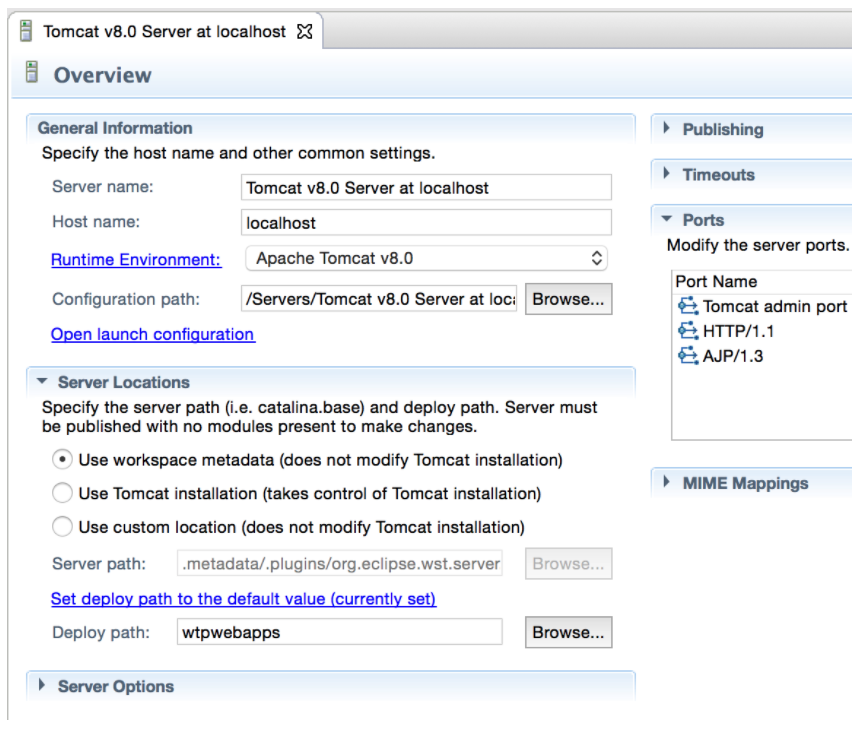 Tomcat v8.0 Server at localhost
Overview
General Information
Specify the host name and other common settings.
Server name: Tomcat v8.0 Server at localhost
Host name: localhost
Runtime Environment: Apache Tomcat v8.0
Configuration path: /Servers/Tomcat v8.0 Server at loca Browse...
Open launch configuration
Server Locations
Specify the server path (i.e. catalina.base) and deploy path. Server must
be published with no modules present to make changes.
Use workspace metadata (does not modify Tomcat installation)
Use Tomcat installation (takes control of Tomcat installation)
Use custom location (does not modify Tomcat installation)
Server path: .metadata/.plugins/org.eclipse.wst.server Browse...
Set deploy path to the default value (currently set)
Deploy path: wtpwebapps Browse...
Server Options
Publishing
Timeouts
Ports
Modify the server ports.
Port Name
Tomcat admin port
HTTP/1.1
AJP/1.3
MIME Mappings